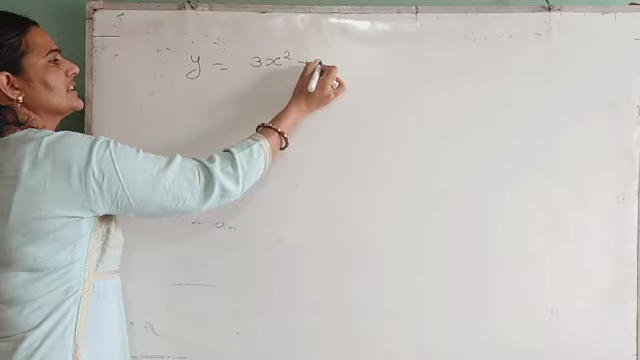 y = 3x² +